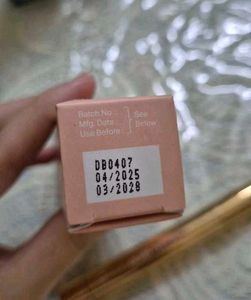 Batch No.
Mfg. Date
Use Before
See
Below
DB0407
04/2025
03/2028